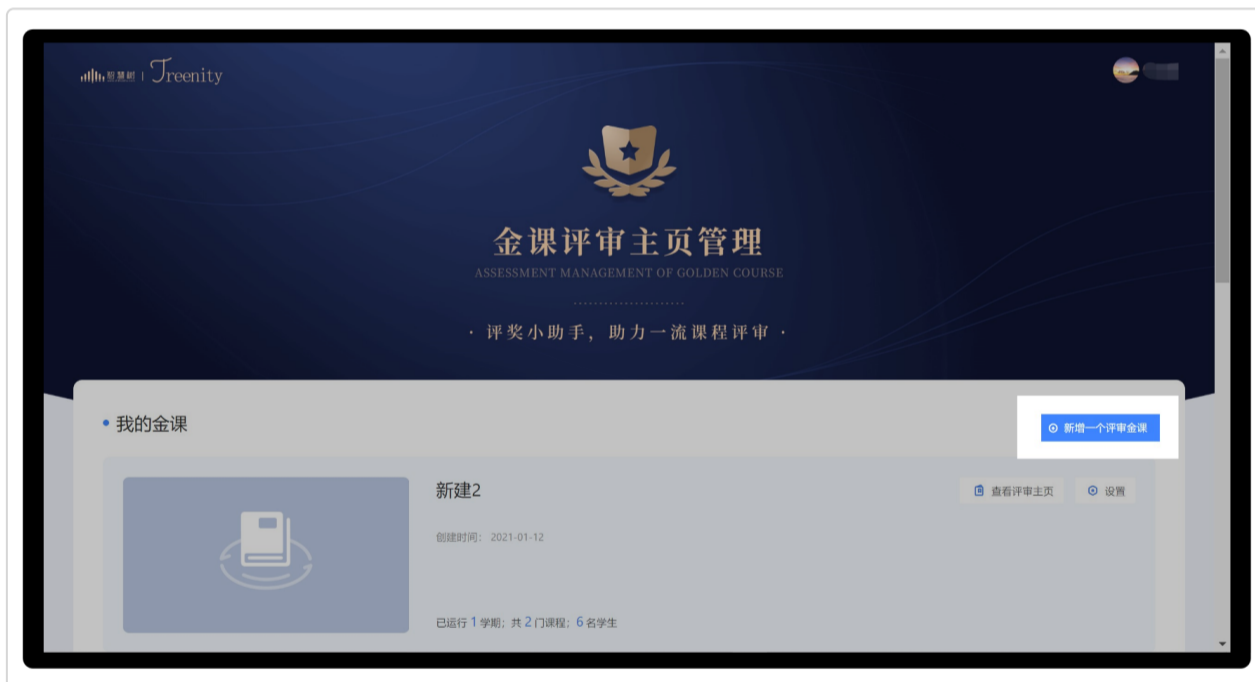 智慧树 | Treenity
金课评审主页管理
ASSESSMENT MANAGEMENT OF GOLDEN COURSE
· 评奖小助手，助力一流课程评审 ·
我的金课
新增一个评审金课
新建2
查看评审主页
设置
创建时间： 2021-01-12
已运行 1 学期；共 2 门课程；6 名学生